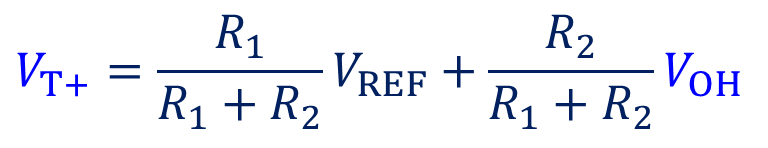 V_T+ = R_1/(R_1 + R_2) V_REF + R_2/(R_1 + R_2) V_OH